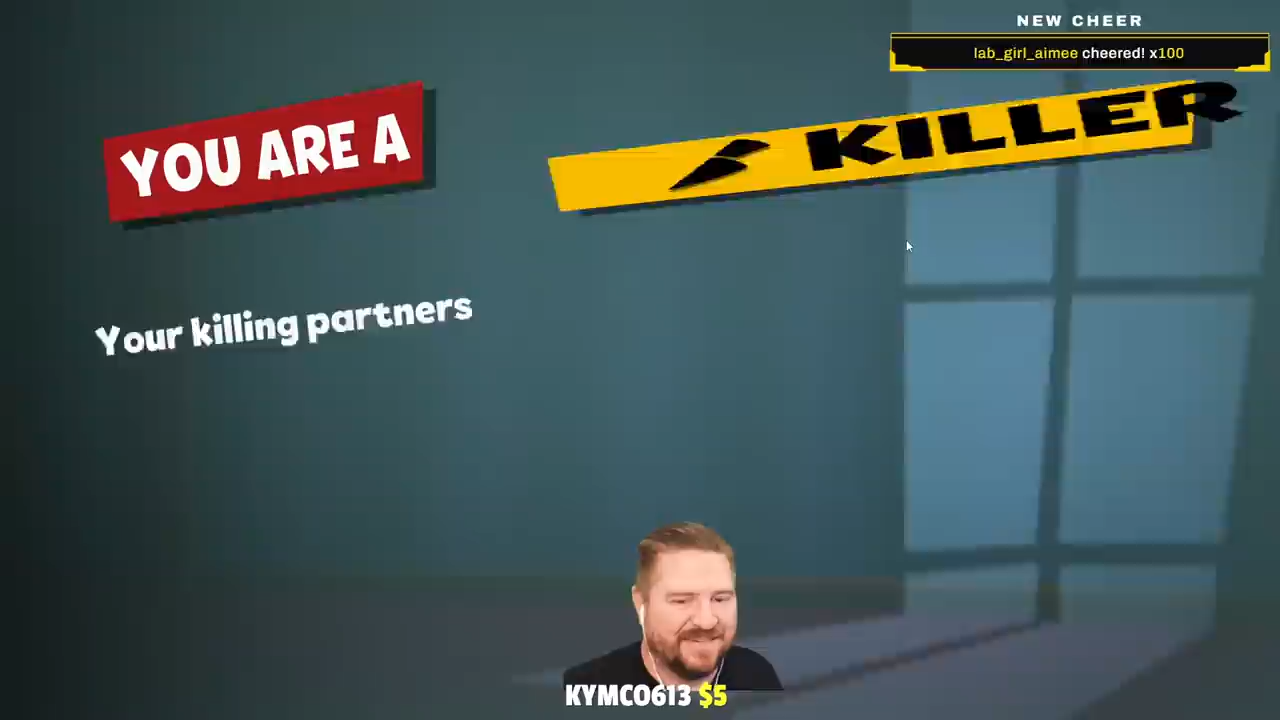 NEW CHEER
lab_girl_aimee cheered! x100
YOU ARE A
KILLER
Your killing partners
KYMCO613 $5